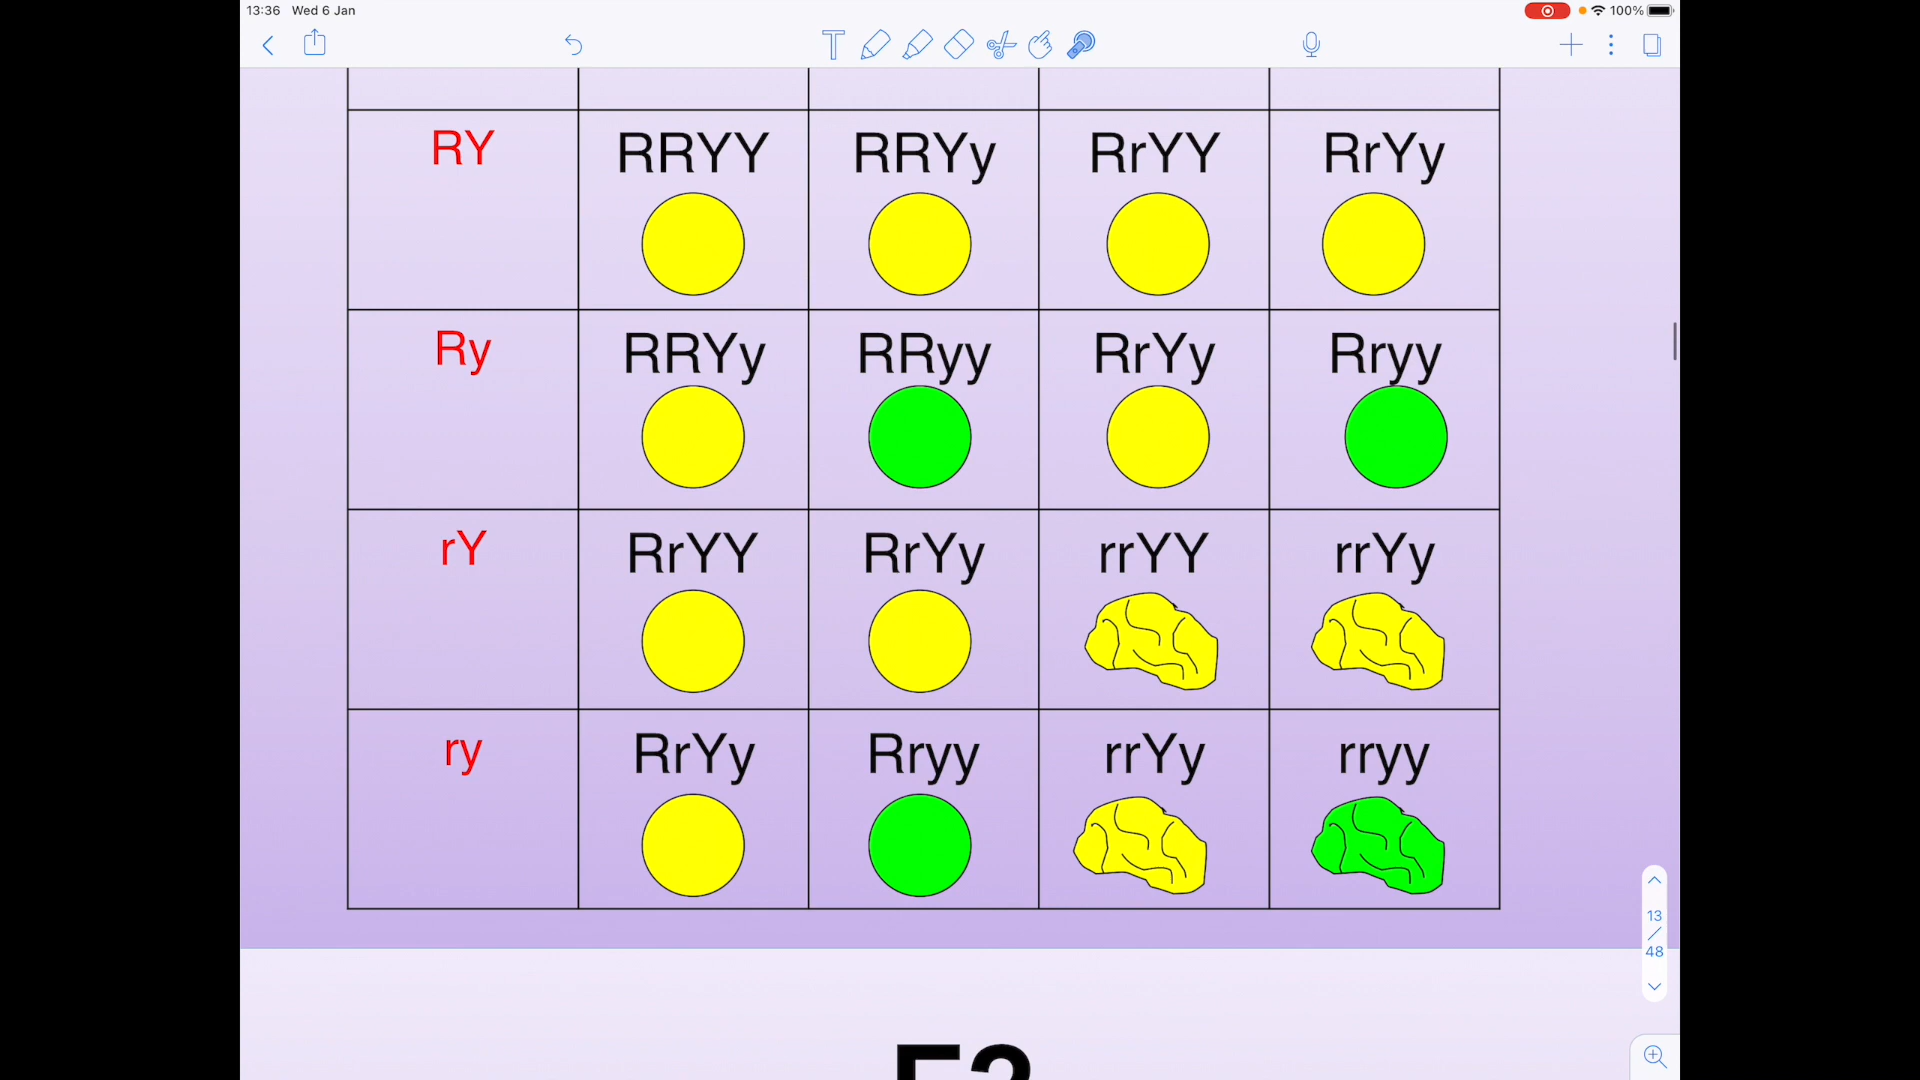 13:36 Wed 6 Jan 100%
T
RY RRYY RRYy RrYY RrYy
Ry RRYy RRyy RrYy Rryy
rY RrYY RrYy rrYY rrYy
ry RrYy Rryy rrYy rryy
13
/
48
F2